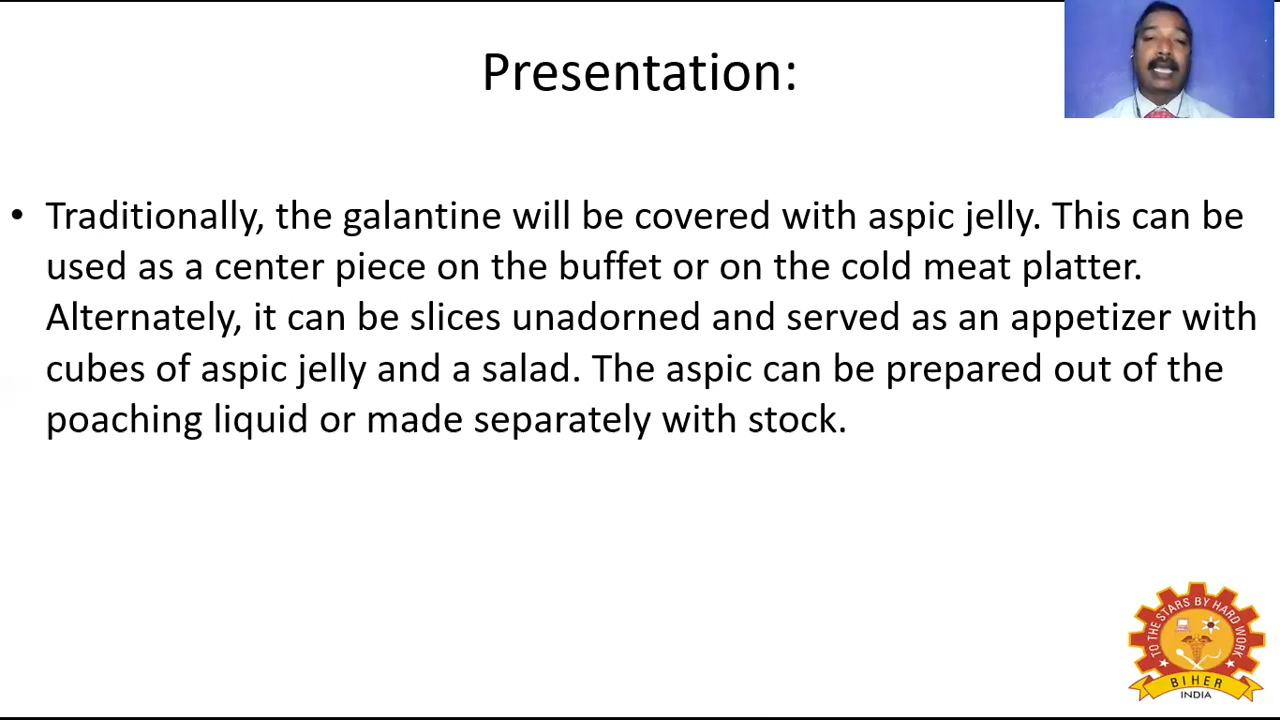 Presentation:
• Traditionally, the galantine will be covered with aspic jelly. This can be
used as a center piece on the buffet or on the cold meat platter.
Alternately, it can be slices unadorned and served as an appetizer with
cubes of aspic jelly and a salad. The aspic can be prepared out of the
poaching liquid or made separately with stock.
TO THE STARS BY HARD WORK
BIHER
INDIA